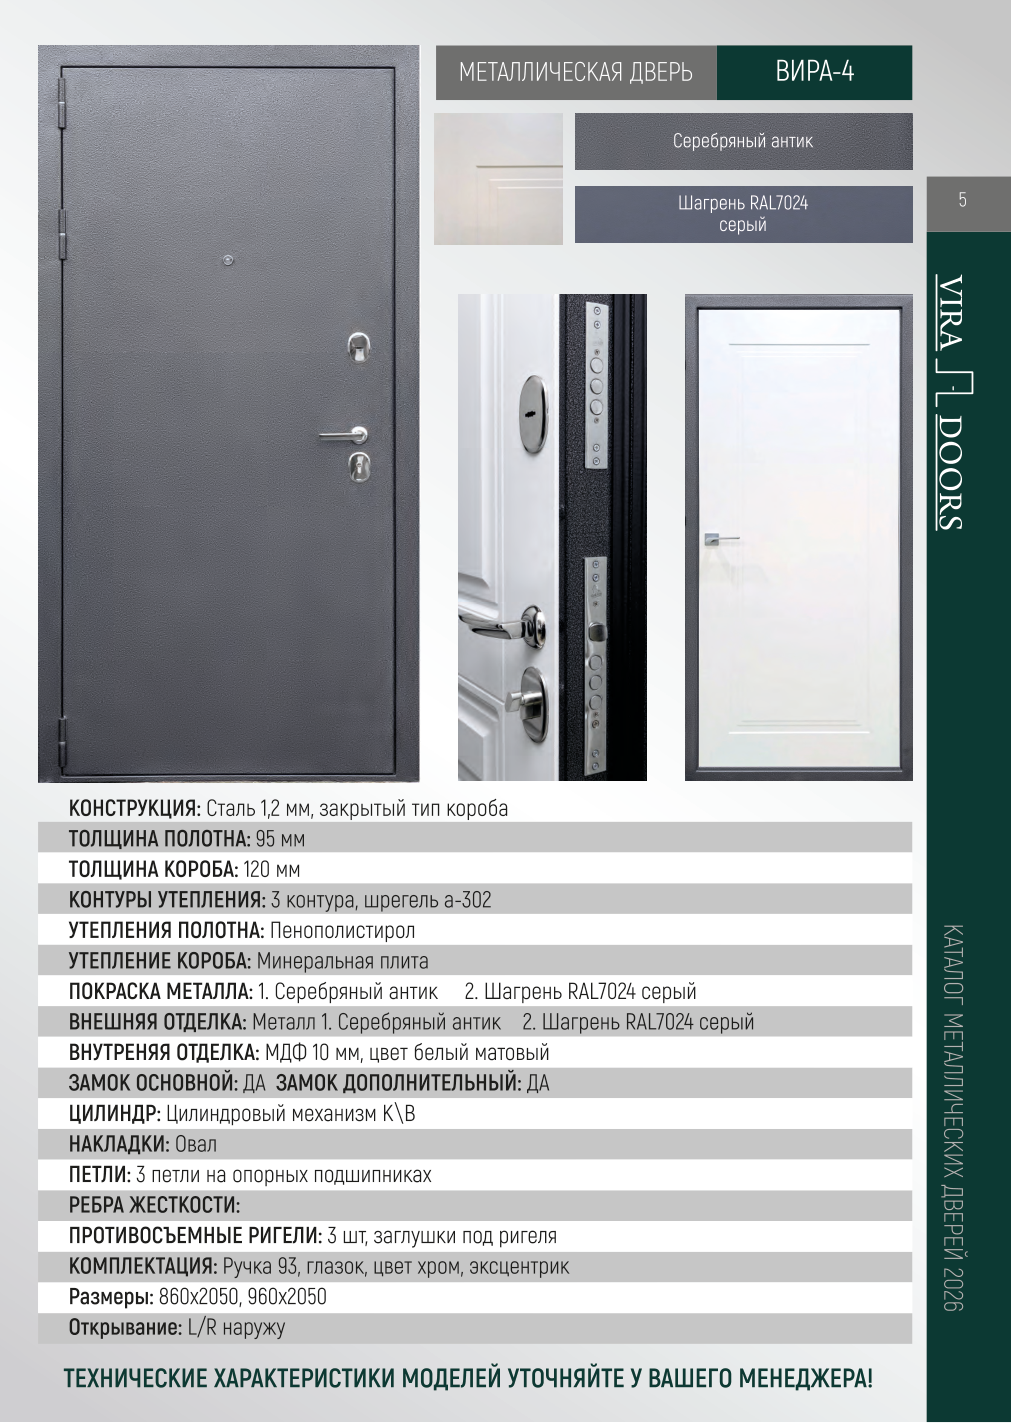 МЕТАЛЛИЧЕСКАЯ ДВЕРЬ
ВИРА-4
Серебряный антик
Шагрень RAL7024
серый
5
VIRA DOORS
КОНСТРУКЦИЯ: Сталь 1,2 мм, закрытый тип короба
ТОЛЩИНА ПОЛОТНА: 95 мм
ТОЛЩИНА КОРОБА: 120 мм
КОНТУРЫ УТЕПЛЕНИЯ: 3 контура, шрегель а-302
УТЕПЛЕНИЯ ПОЛОТНА: Пенополистирол
УТЕПЛЕНИЕ КОРОБА: Минеральная плита
ПОКРАСКА МЕТАЛЛА: 1. Серебряный антик 2. Шагрень RAL7024 серый
ВНЕШНЯЯ ОТДЕЛКА: Металл 1. Серебряный антик 2. Шагрень RAL7024 серый
ВНУТРЕНЯЯ ОТДЕЛКА: МДФ 10 мм, цвет белый матовый
ЗАМОК ОСНОВНОЙ: ДА ЗАМОК ДОПОЛНИТЕЛЬНЫЙ: ДА
ЦИЛИНДР: Цилиндровый механизм К\В
НАКЛАДКИ: Овал
ПЕТЛИ: 3 петли на опорных подшипниках
РЕБРА ЖЕСТКОСТИ:
ПРОТИВОСЪЕМНЫЕ РИГЕЛИ: 3 шт, заглушки под ригеля
КОМПЛЕКТАЦИЯ: Ручка 93, глазок, цвет хром, эксцентрик
Размеры: 860х2050, 960х2050
Открывание: L/R наружу
ТЕХНИЧЕСКИЕ ХАРАКТЕРИСТИКИ МОДЕЛЕЙ УТОЧНЯЙТЕ У ВАШЕГО МЕНЕДЖЕРА!
КАТАЛОГ МЕТАЛЛИЧЕСКИХ ДВЕРЕЙ 2026